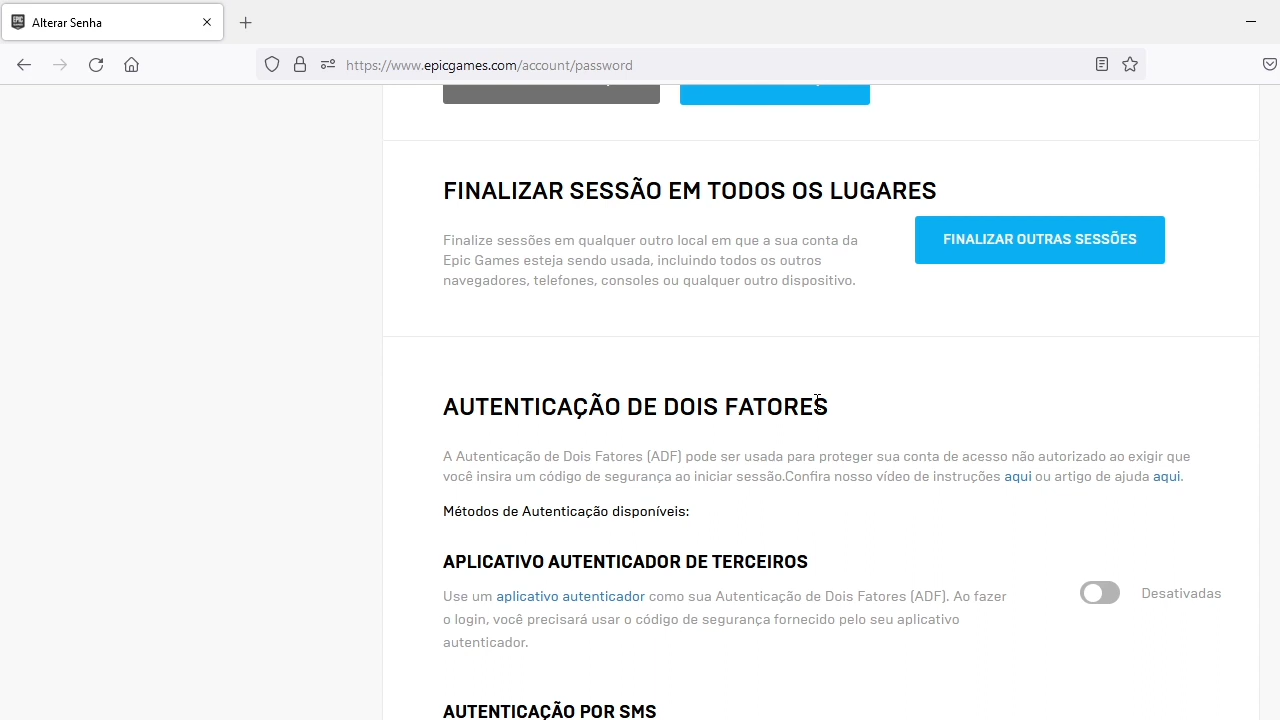 Alterar Senha
https://www.epicgames.com/account/password
FINALIZAR SESSÃO EM TODOS OS LUGARES
Finalize sessões em qualquer outro local em que a sua conta da
Epic Games esteja sendo usada, incluindo todos os outros
navegadores, telefones, consoles ou qualquer outro dispositivo.
FINALIZAR OUTRAS SESSÕES
AUTENTICAÇÃO DE DOIS FATORES
A Autenticação de Dois Fatores (ADF) pode ser usada para proteger sua conta de acesso não autorizado ao exigir que
você insira um código de segurança ao iniciar sessão.Confira nosso vídeo de instruções aqui ou artigo de ajuda aqui.
Métodos de Autenticação disponíveis:
APLICATIVO AUTENTICADOR DE TERCEIROS
Use um aplicativo autenticador como sua Autenticação de Dois Fatores (ADF). Ao fazer
o login, você precisará usar o código de segurança fornecido pelo seu aplicativo
autenticador.
Desativadas
AUTENTICAÇÃO POR SMS